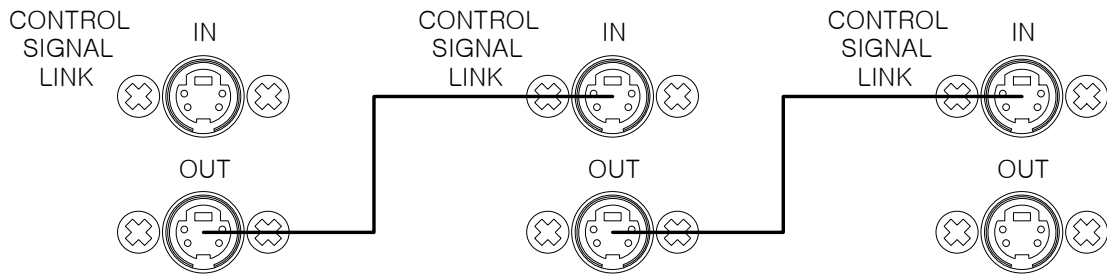 CONTROL
SIGNAL
LINK
IN
OUT
CONTROL
SIGNAL
LINK
IN
OUT
CONTROL
SIGNAL
LINK
IN
OUT